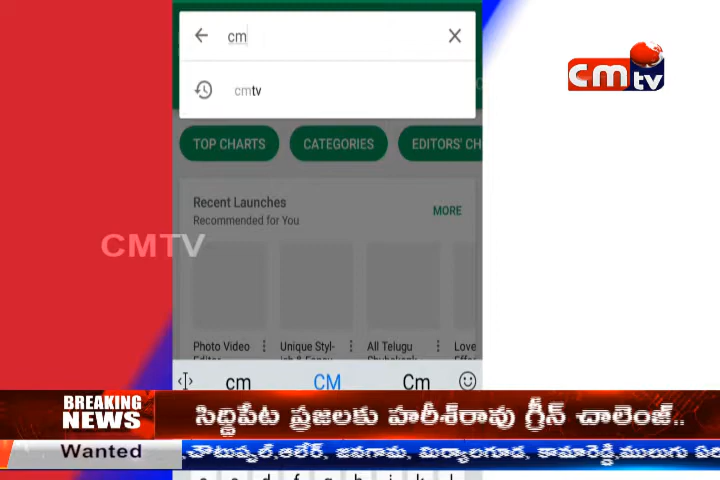 cm
cmtv
cmtv
TOP CHARTS
CATEGORIES
EDITORS' CH
Recent Launches
Recommended for You
MORE
CMTV
Photo Video
Unique Styl-
All Telugu
Love
cm
CM
Cm
BREAKING
NEWS
సిద్దిపేట ప్రజలకు హరీశ్‌రావు గ్రీన్ చాలెంజ్..
Wanted
,చౌటుప్పల్,ఆలేర్, జనగామ, మిర్యాలగూడ, కామారెడ్డి,ములుగు